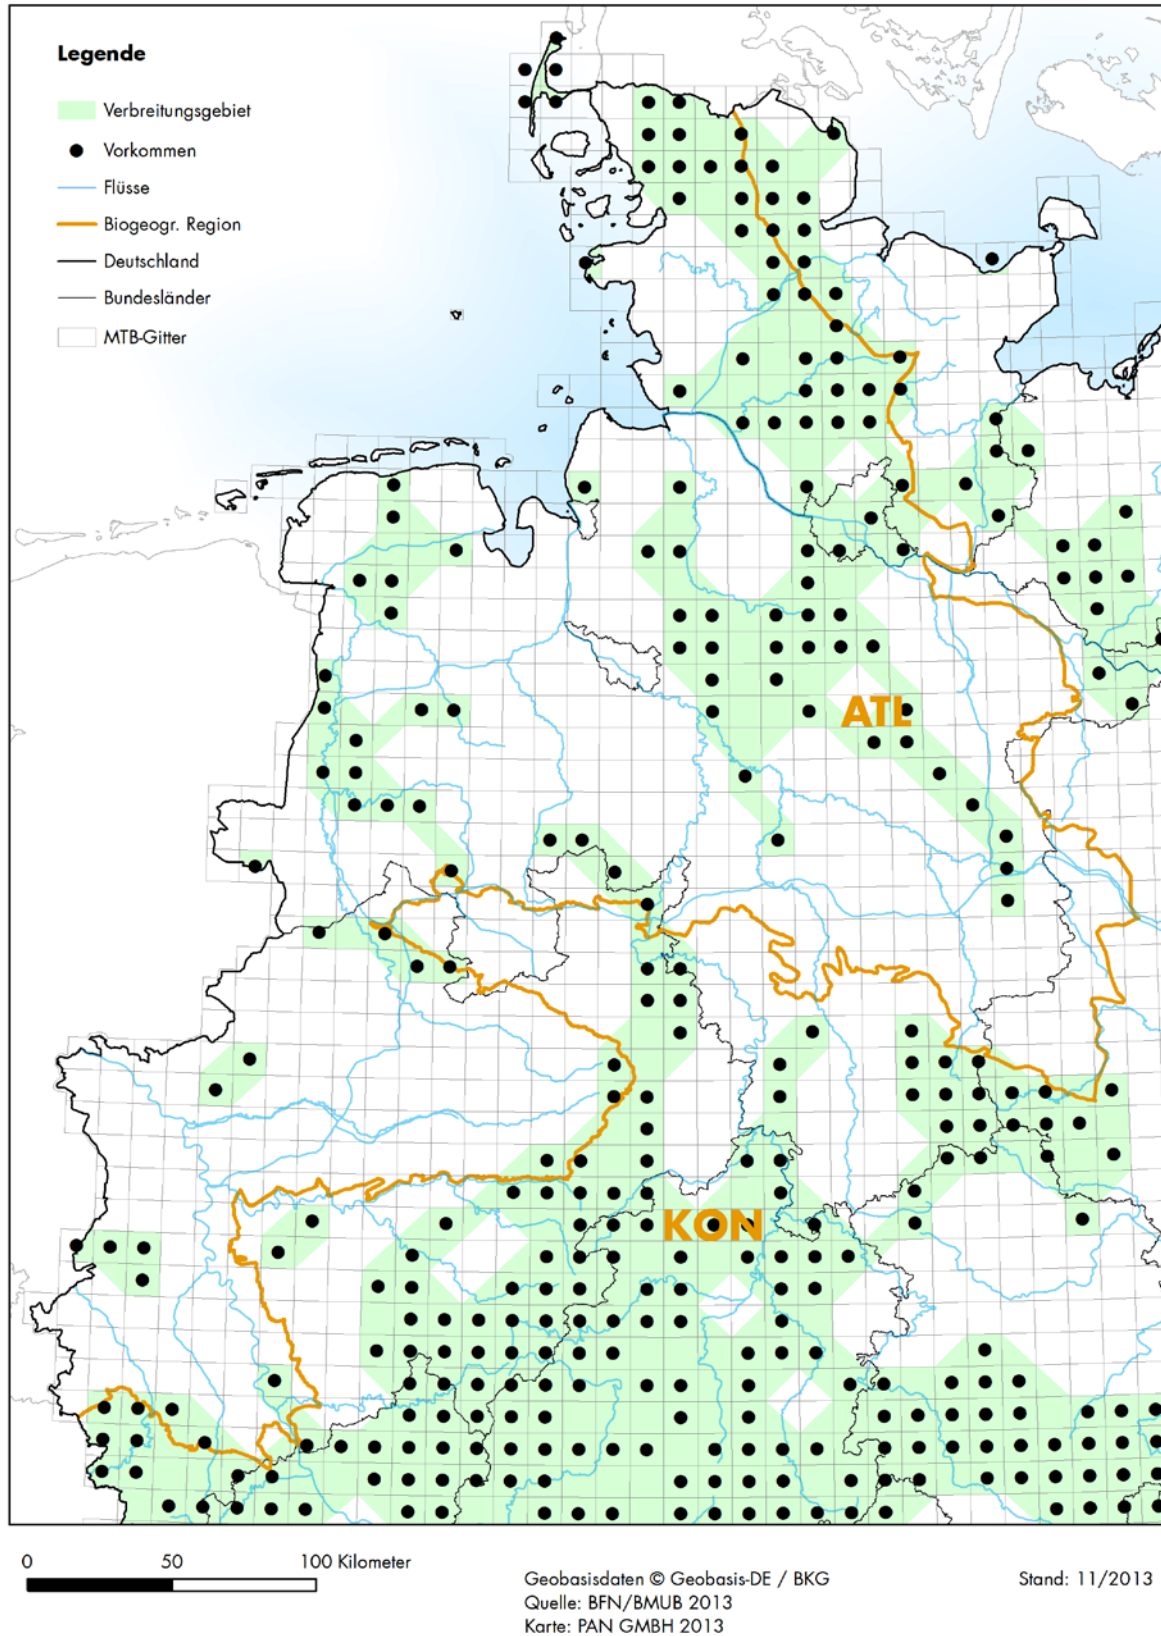 Legende
Verbreitungsgebiet
Vorkommen
Flüsse
Biogeogr. Region
Deutschland
Bundesländer
MTB-Gitter
ATL
KON
0 50 100 Kilometer
Geobasisdaten © Geobasis-DE / BKG
Quelle: BFN/BMUB 2013
Karte: PAN GMBH 2013
Stand: 11/2013